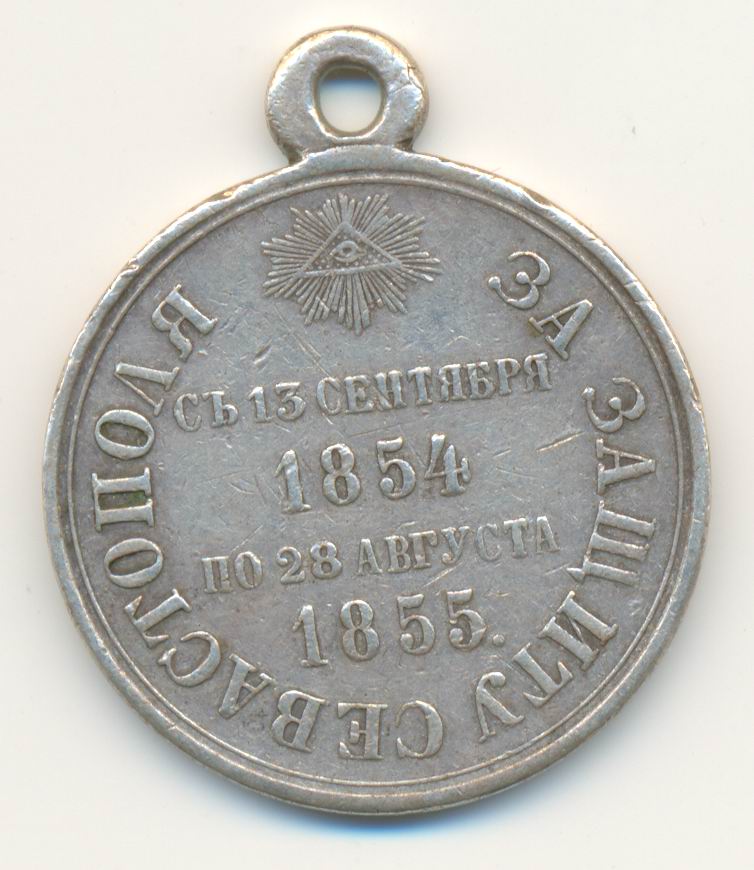 ЗА ЗАЩИТУ СЕВАСТОПОЛЯ
СЪ 13 СЕНТЯБРЯ
1854
ПО 28 АВГУСТА
1855.